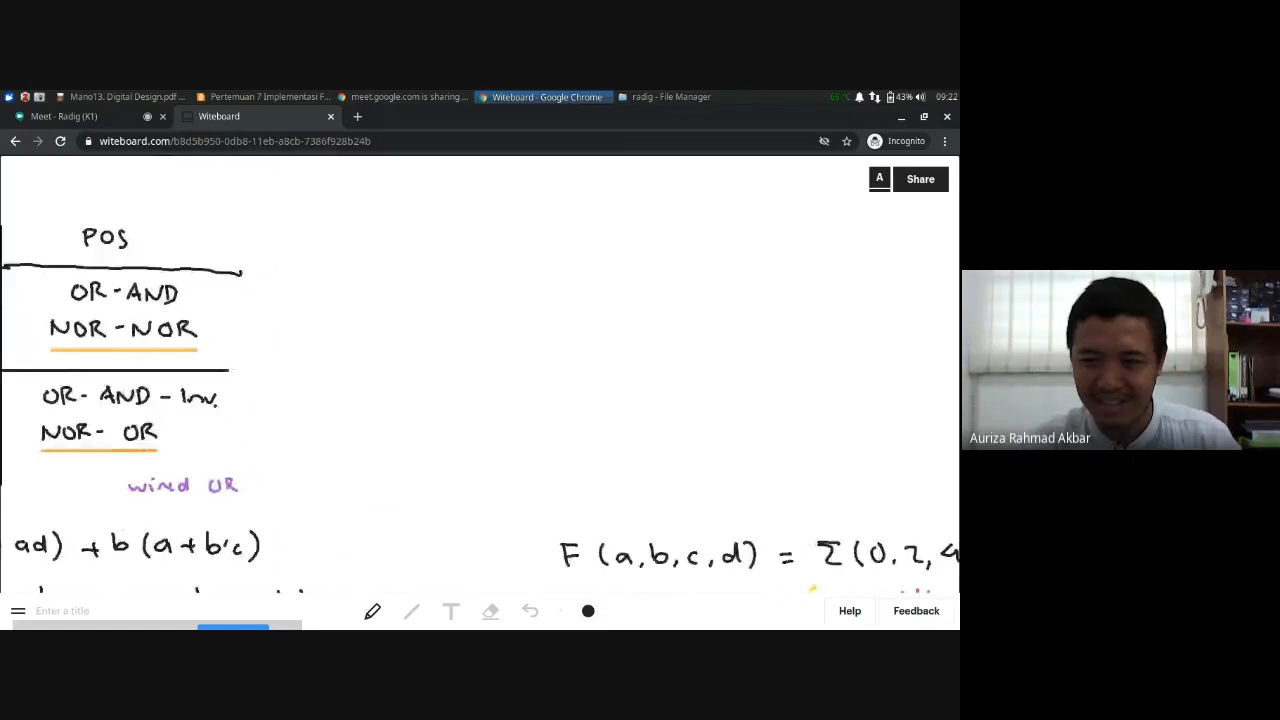 Mano13. Digital Design.pdf ...
Pertemuan 7 Implementasi F...
meet.google.com is sharing ...
Witeboard - Google Chrome
radig - File Manager
43%
09:22
Meet - Radig (K1)
Witeboard
witeboard.com/b8d5b950-0db8-11eb-a8cb-7386f928b24b
Incognito
A
Share
POS
OR - AND
NOR - NOR
OR - AND - Inv.
NOR - OR
wired OR
ad) + b (a + b'c)
F (a,b,c,d) = Σ(0,2,4
Enter a title
T
Help
Feedback
Auriza Rahmad Akbar